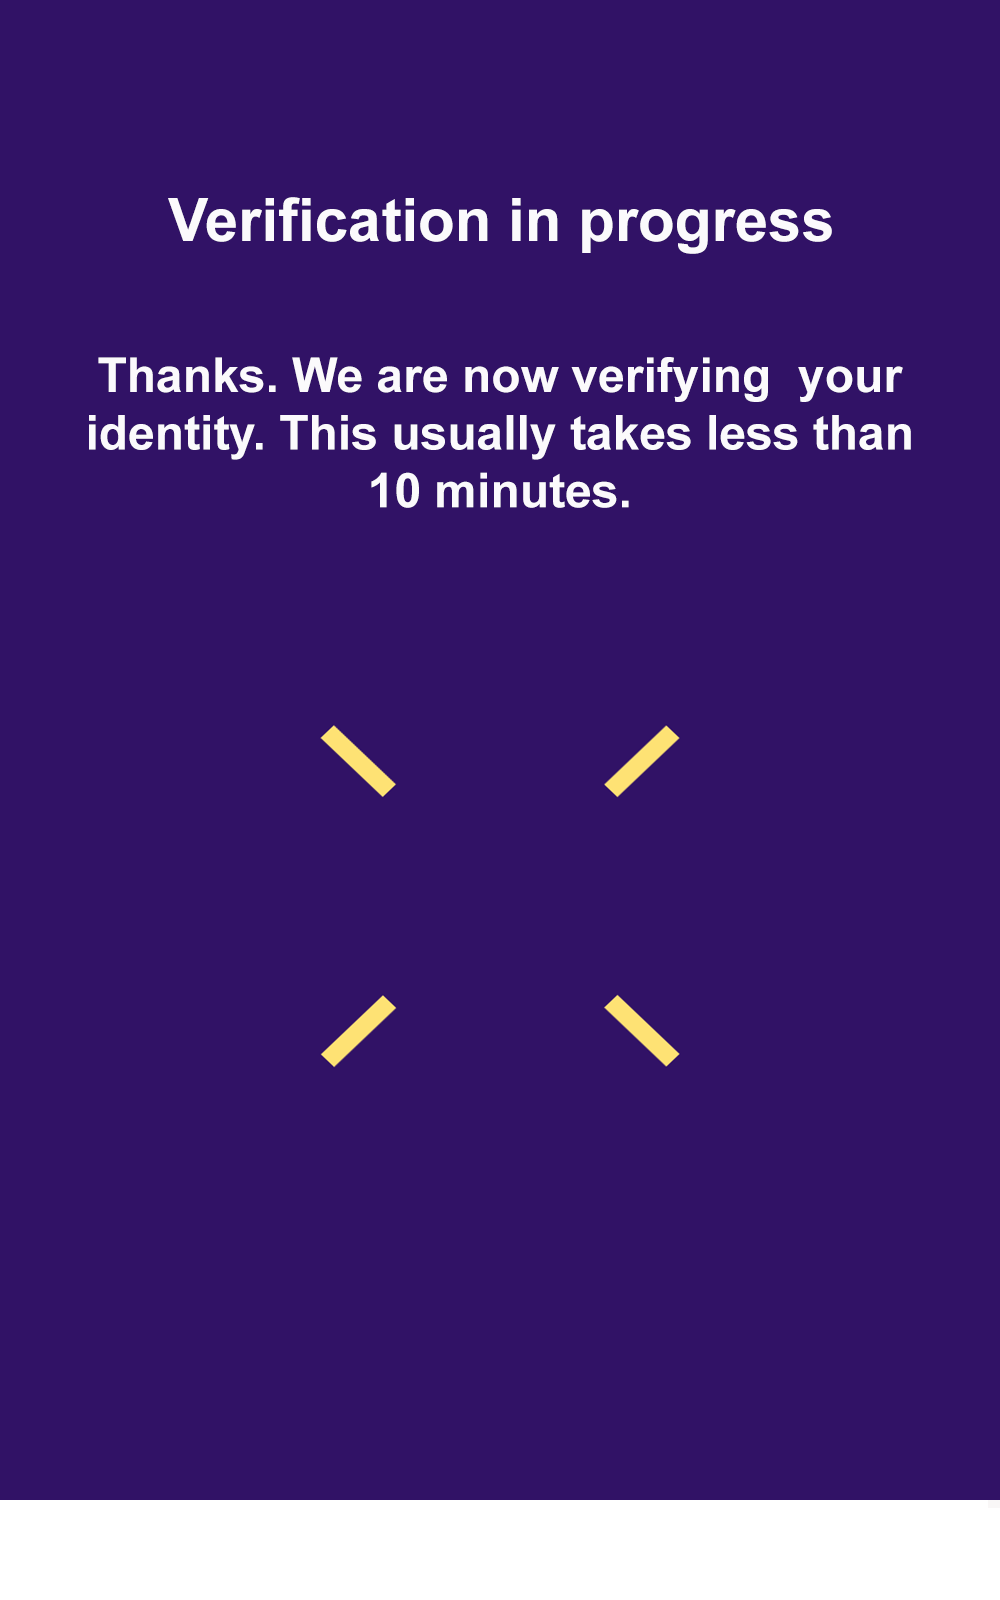 Verification in progress
Thanks. We are now verifying  your
identity. This usually takes less than
10 minutes.